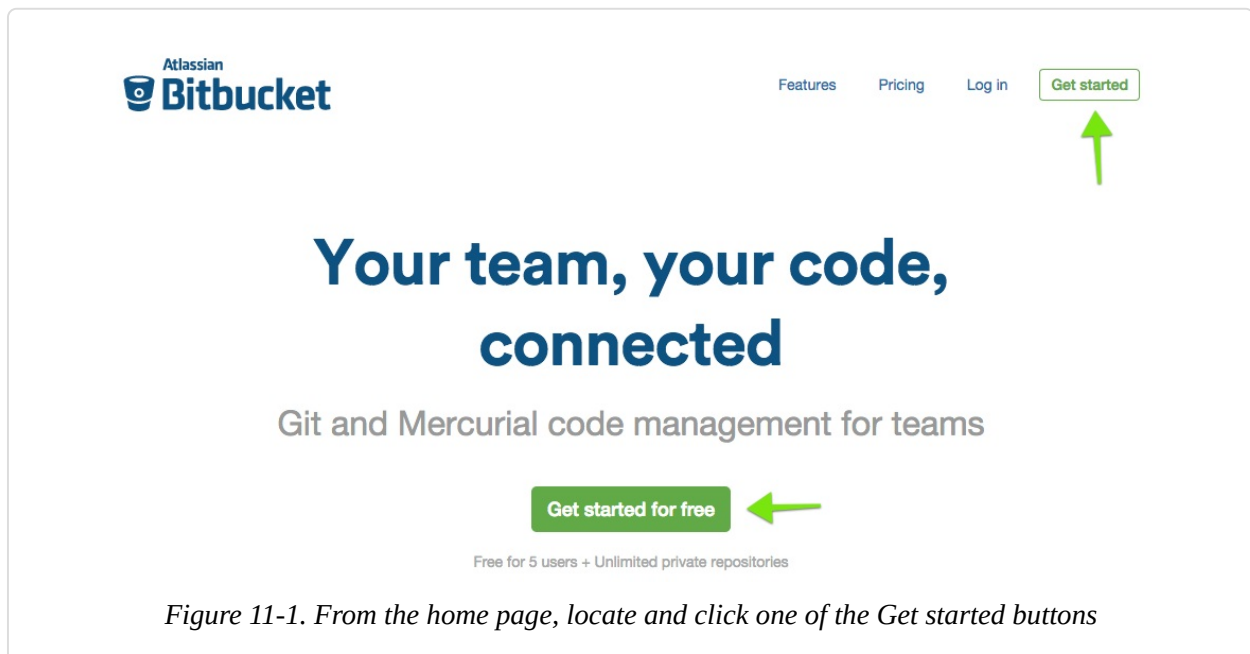 Atlassian
Bitbucket
Features Pricing Log in Get started
Your team, your code,
connected
Git and Mercurial code management for teams
Get started for free
Free for 5 users + Unlimited private repositories
Figure 11-1. From the home page, locate and click one of the Get started buttons